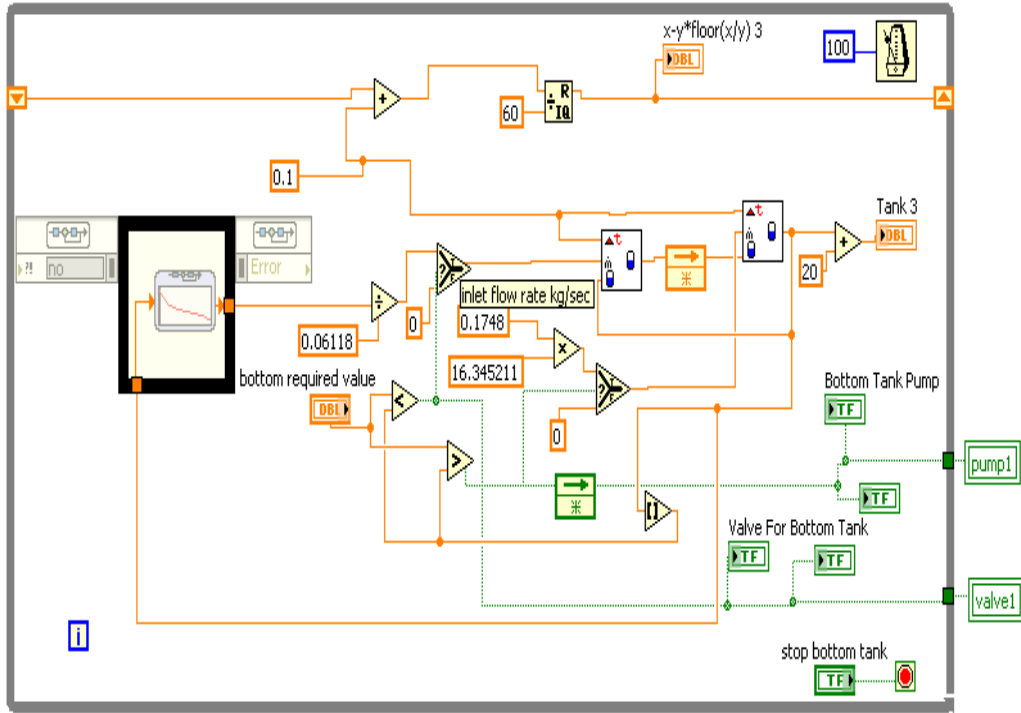 x-y*floor(x/y) 3
DBL
100
+
÷ R
IQ
60
0.1
Tank 3
DBL
t
ṁ
t
ṁ
+
20
?! no
Error
÷
0
?
inlet flow rate kg/sec
0.1748
0.06118
x
16.345211
?
0
bottom required value
DBL
<
>
Bottom Tank Pump
TF
pump1
TF
[]
Valve For Bottom Tank
TF
TF
valve1
i
stop bottom tank
TF